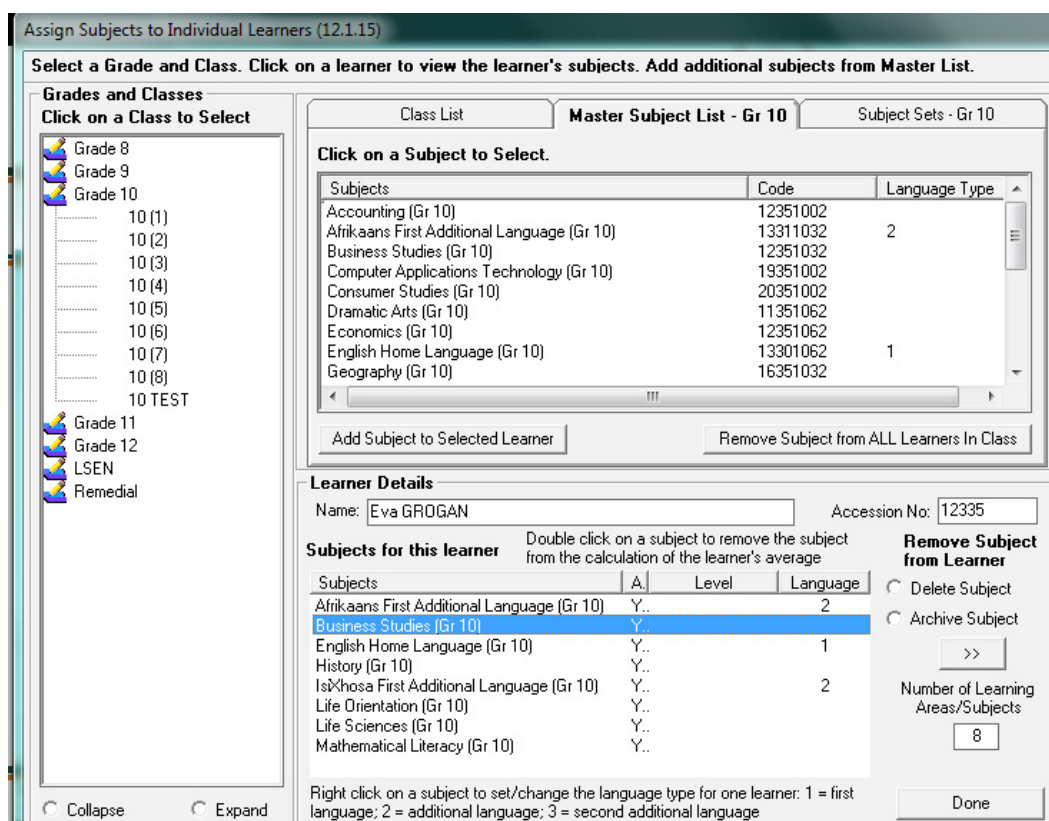 Assign Subjects to Individual Learners (12.1.15)
Select a Grade and Class. Click on a learner to view the learner's subjects. Add additional subjects from Master List.
Grades and Classes
Click on a Class to Select
Grade 8
Grade 9
Grade 10
10 (1)
10 (2)
10 (3)
10 (4)
10 (5)
10 (6)
10 (7)
10 (8)
10 TEST
Grade 11
Grade 12
LSEN
Remedial
Collapse Expand
Class List Master Subject List - Gr 10 Subject Sets - Gr 10
Click on a Subject to Select.
Subjects Code Language Type
Accounting (Gr 10) 12351002
Afrikaans First Additional Language (Gr 10) 13311032 2
Business Studies (Gr 10) 12351032
Computer Applications Technology (Gr 10) 19351002
Consumer Studies (Gr 10) 20351002
Dramatic Arts (Gr 10) 11351062
Economics (Gr 10) 12351062
English Home Language (Gr 10) 13301062 1
Geography (Gr 10) 16351032
Add Subject to Selected Learner Remove Subject from ALL Learners In Class
Learner Details
Name: Eva GROGAN Accession No: 12335
Subjects for this learner
Double click on a subject to remove the subject
from the calculation of the learner's average
Subjects A. Level Language
Afrikaans First Additional Language (Gr 10) Y.. 2
Business Studies (Gr 10) Y..
English Home Language (Gr 10) Y.. 1
History (Gr 10) Y..
IsiXhosa First Additional Language (Gr 10) Y.. 2
Life Orientation (Gr 10) Y..
Life Sciences (Gr 10) Y..
Mathematical Literacy (Gr 10) Y..
Right click on a subject to set/change the language type for one learner: 1 = first
language; 2 = additional language; 3 = second additional language
Remove Subject
from Learner
Delete Subject
Archive Subject
>>
Number of Learning
Areas/Subjects
8
Done